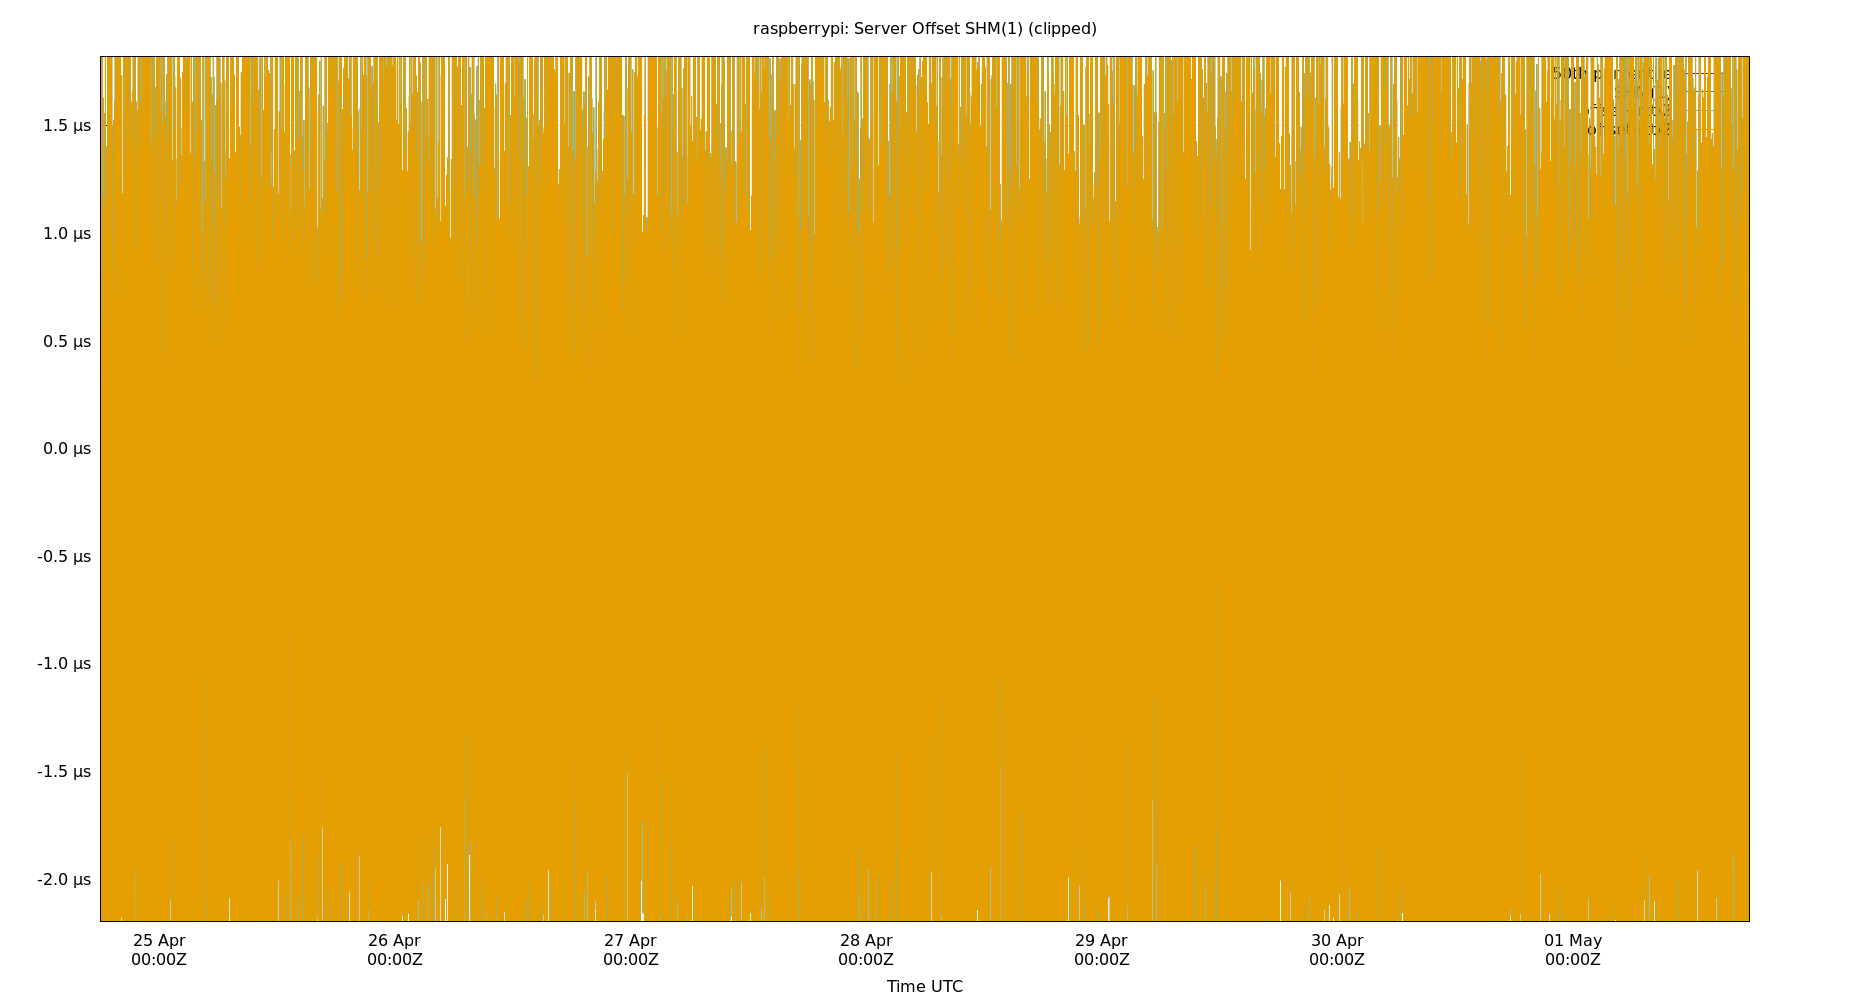 raspberrypi: Server Offset SHM(1) (clipped)
1.5 µs
1.0 µs
0.5 µs
0.0 µs
-0.5 µs
-1.0 µs
-1.5 µs
-2.0 µs
25 Apr
00:00Z
26 Apr
00:00Z
27 Apr
00:00Z
28 Apr
00:00Z
29 Apr
00:00Z
30 Apr
00:00Z
01 May
00:00Z
Time UTC